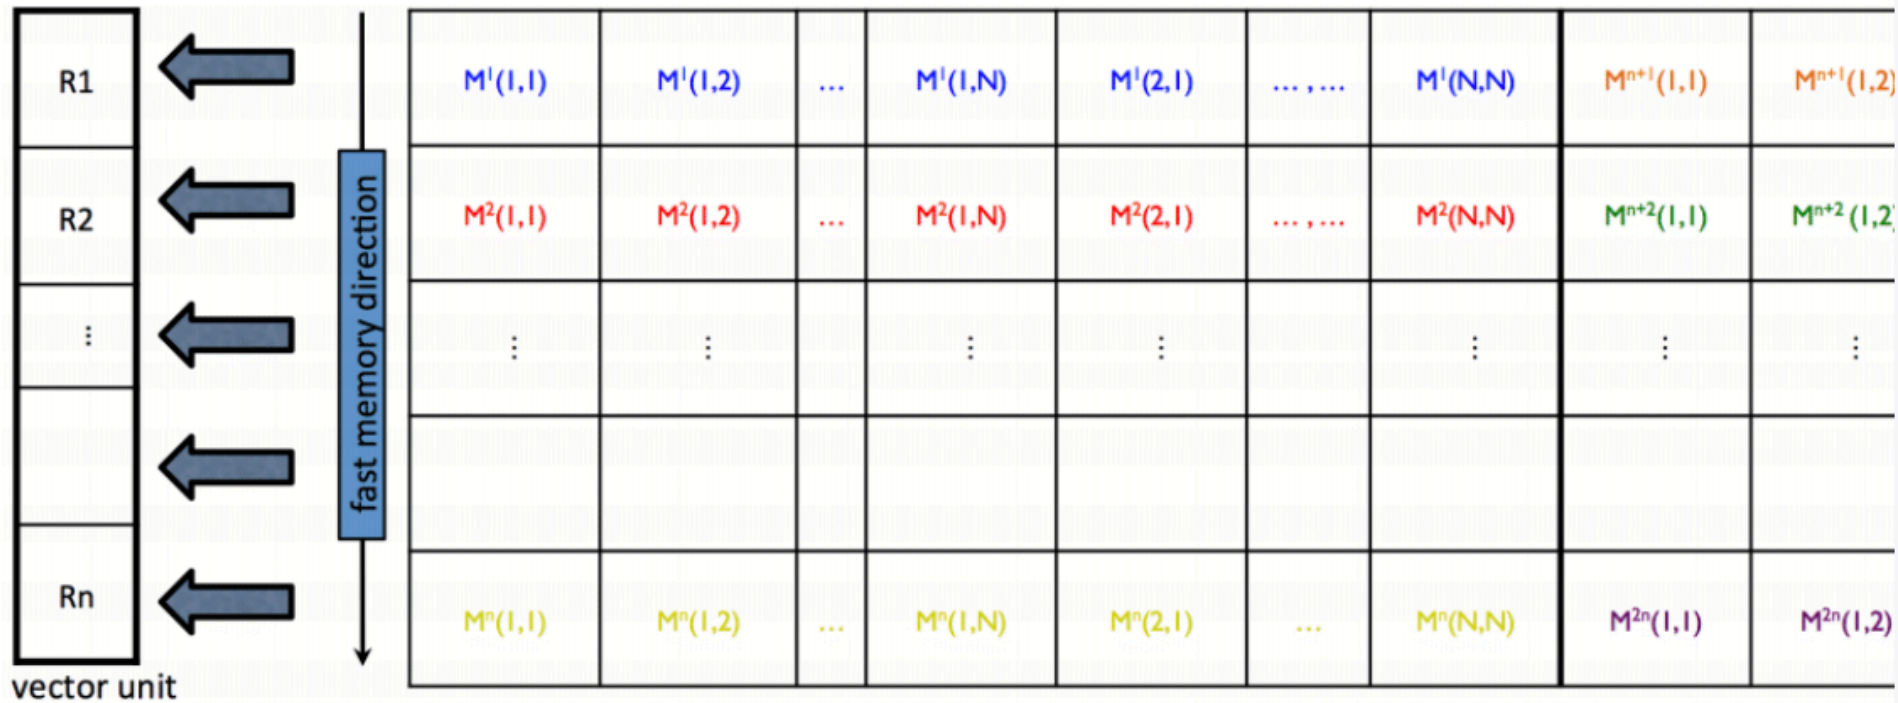 R1 M¹(1,1) M¹(1,2) ... M¹(1,N) M¹(2,1) ... , ... M¹(N,N) Mⁿ⁺¹(1,1) Mⁿ⁺¹(1,2)
R2 M²(1,1) M²(1,2) ... M²(1,N) M²(2,1) ... , ... M²(N,N) Mⁿ⁺²(1,1) Mⁿ⁺²(1,2
⋮ ⋮ ⋮ ⋮ ⋮ ⋮ ⋮ ⋮
fast memory direction
Rn Mⁿ(1,1) Mⁿ(1,2) ... Mⁿ(1,N) Mⁿ(2,1) ... Mⁿ(N,N) M²ⁿ(1,1) M²ⁿ(1,2)
vector unit